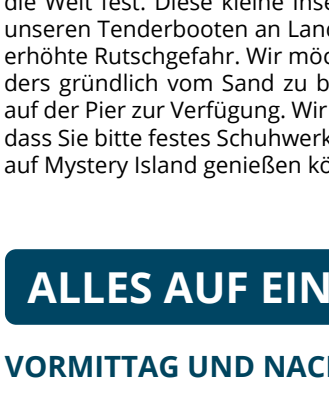 die Welt fest. Diese kleine Inse
unseren Tenderbooten an Land
erhöhte Rutschgefahr. Wir möc
ders gründlich vom Sand zu b
auf der Pier zur Verfügung. Wir
dass Sie bitte festes Schuhwerk
auf Mystery Island genießen kö
ALLES AUF EIN
VORMITTAG UND NACH